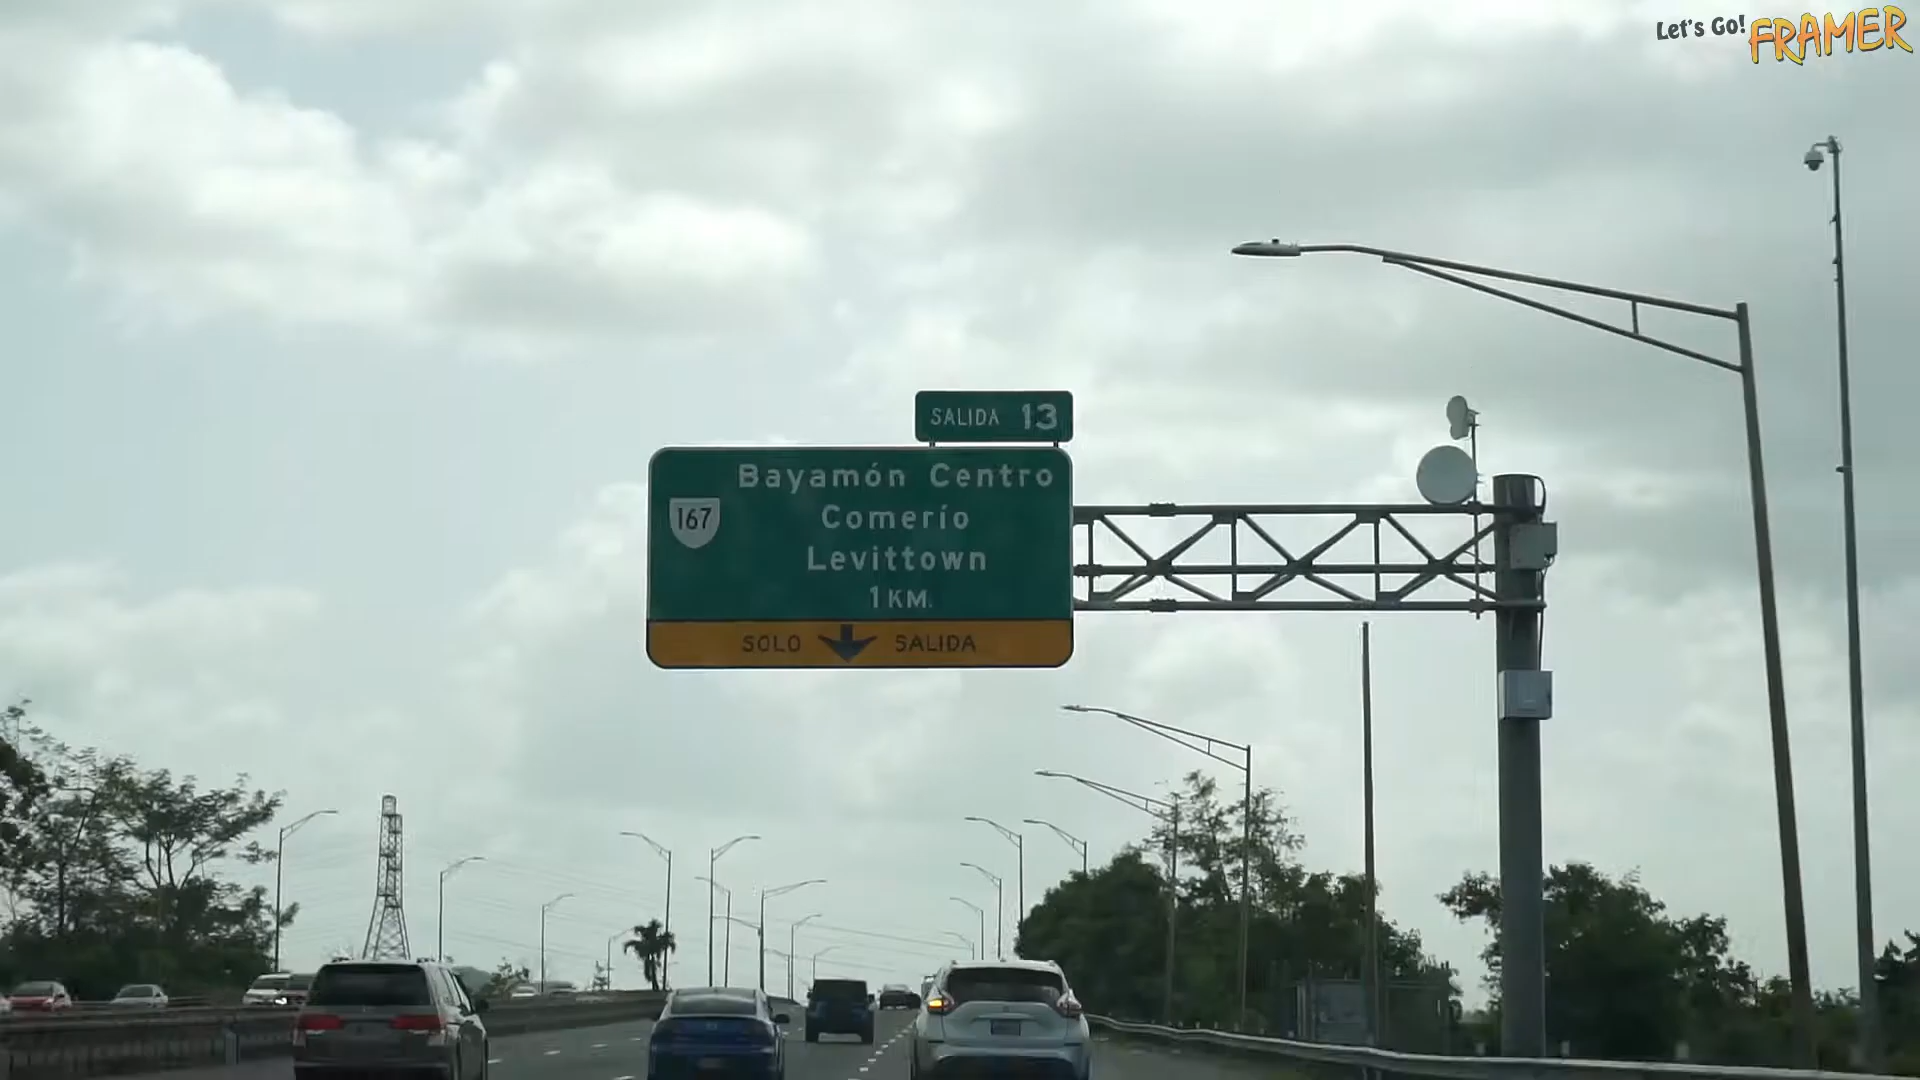 Let's Go! FRAMER
SALIDA 13
Bayamón Centro
167
Comerío
Levittown
1 KM.
SOLO SALIDA